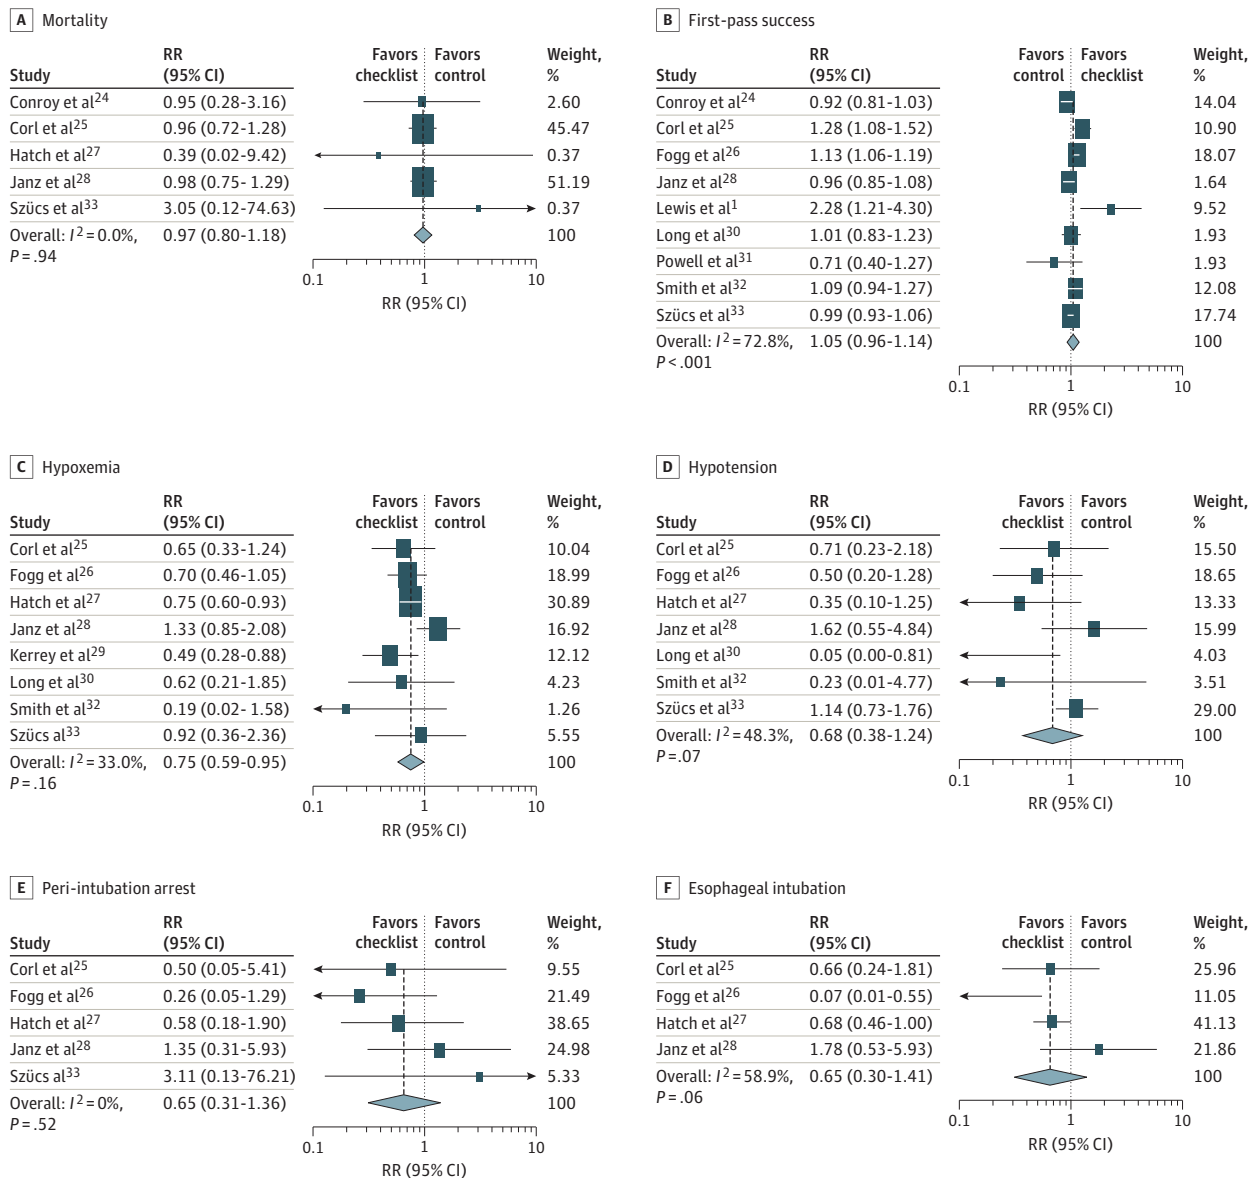 A Mortality
Study RR (95% CI) Favors checklist Favors control Weight, %
Conroy et al24 0.95 (0.28-3.16) 2.60
Corl et al25 0.96 (0.72-1.28) 45.47
Hatch et al27 0.39 (0.02-9.42) 0.37
Janz et al28 0.98 (0.75- 1.29) 51.19
Szücs et al33 3.05 (0.12-74.63) 0.37
Overall: I2 = 0.0%, 0.97 (0.80-1.18) 100
P = .94
0.1 1 10
RR (95% CI)
B First-pass success
Study RR (95% CI) Favors control Favors checklist Weight, %
Conroy et al24 0.92 (0.81-1.03) 14.04
Corl et al25 1.28 (1.08-1.52) 10.90
Fogg et al26 1.13 (1.06-1.19) 18.07
Janz et al28 0.96 (0.85-1.08) 1.64
Lewis et al1 2.28 (1.21-4.30) 9.52
Long et al30 1.01 (0.83-1.23) 1.93
Powell et al31 0.71 (0.40-1.27) 1.93
Smith et al32 1.09 (0.94-1.27) 12.08
Szücs et al33 0.99 (0.93-1.06) 17.74
Overall: I2 = 72.8%, 1.05 (0.96-1.14) 100
P < .001
0.1 1 10
RR (95% CI)
C Hypoxemia
Study RR (95% CI) Favors checklist Favors control Weight, %
Corl et al25 0.65 (0.33-1.24) 10.04
Fogg et al26 0.70 (0.46-1.05) 18.99
Hatch et al27 0.75 (0.60-0.93) 30.89
Janz et al28 1.33 (0.85-2.08) 16.92
Kerrey et al29 0.49 (0.28-0.88) 12.12
Long et al30 0.62 (0.21-1.85) 4.23
Smith et al32 0.19 (0.02- 1.58) 1.26
Szücs al33 0.92 (0.36-2.36) 5.55
Overall: I2 = 33.0%, 0.75 (0.59-0.95) 100
P = .16
0.1 1 10
RR (95% CI)
D Hypotension
Study RR (95% CI) Favors checklist Favors control Weight, %
Corl et al25 0.71 (0.23-2.18) 15.50
Fogg et al26 0.50 (0.20-1.28) 18.65
Hatch et al27 0.35 (0.10-1.25) 13.33
Janz et al28 1.62 (0.55-4.84) 15.99
Long et al30 0.05 (0.00-0.81) 4.03
Smith et al32 0.23 (0.01-4.77) 3.51
Szücs et al33 1.14 (0.73-1.76) 29.00
Overall: I2 = 48.3%, 0.68 (0.38-1.24) 100
P = .07
0.1 1 10
RR (95% CI)
E Peri-intubation arrest
Study RR (95% CI) Favors checklist Favors control Weight, %
Corl et al25 0.50 (0.05-5.41) 9.55
Fogg et al26 0.26 (0.05-1.29) 21.49
Hatch et al27 0.58 (0.18-1.90) 38.65
Janz et al28 1.35 (0.31-5.93) 24.98
Szücs al33 3.11 (0.13-76.21) 5.33
Overall: I2 = 0%, 0.65 (0.31-1.36) 100
P = .52
0.1 1 10
RR (95% CI)
F Esophageal intubation
Study RR (95% CI) Favors checklist Favors control Weight, %
Corl et al25 0.66 (0.24-1.81) 25.96
Fogg et al26 0.07 (0.01-0.55) 11.05
Hatch et al27 0.68 (0.46-1.00) 41.13
Janz et al28 1.78 (0.53-5.93) 21.86
Overall: I2 = 58.9%, 0.65 (0.30-1.41) 100
P = .06
0.1 1 10
RR (95% CI)